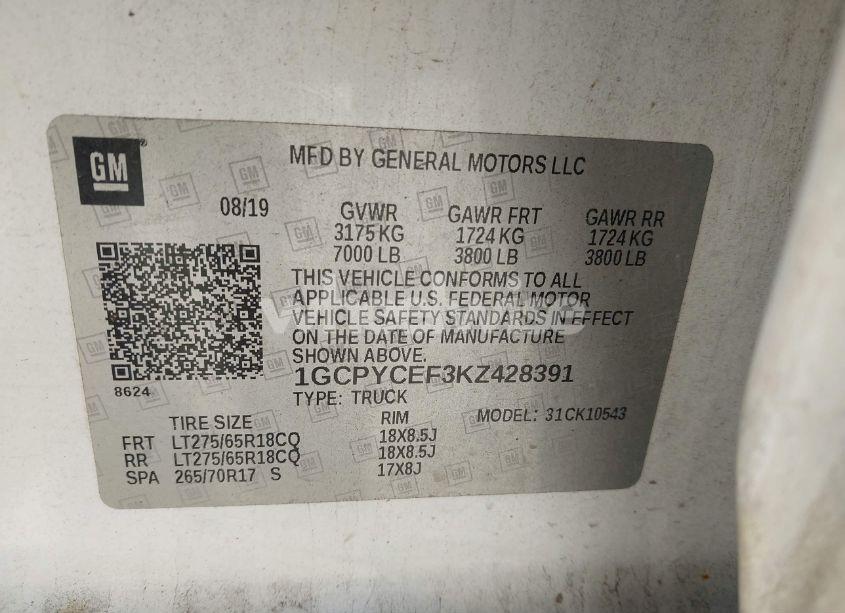 GM
MFD BY GENERAL MOTORS LLC
08/19
GVWR GAWR FRT GAWR RR
3175 KG 1724 KG 1724 KG
7000 LB 3800 LB 3800 LB
THIS VEHICLE CONFORMS TO ALL
APPLICABLE U.S. FEDERAL MOTOR
VEHICLE SAFETY STANDARDS IN EFFECT
ON THE DATE OF MANUFACTURE
SHOWN ABOVE.
8624
1GCPYCEF3KZ428391
TYPE: TRUCK
MODEL: 31CK10543
TIRE SIZE RIM
FRT LT275/65R18CQ 18X8.5J
RR LT275/65R18CQ 18X8.5J
SPA 265/70R17 S 17X8J